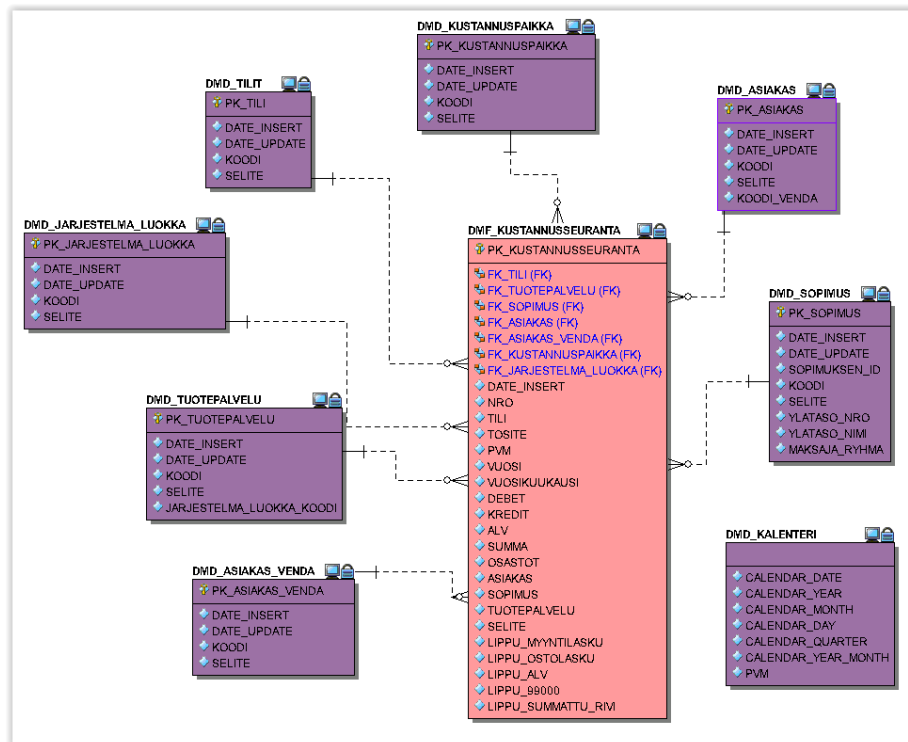 DMD_KUSTANNUSPAIKKA
PK_KUSTANNUSPAIKKA
DATE_INSERT
DATE_UPDATE
KOODI
SELITE
DMD_TILIT
PK_TILI
DATE_INSERT
DATE_UPDATE
KOODI
SELITE
DMD_ASIAKAS
PK_ASIAKAS
DATE_INSERT
DATE_UPDATE
KOODI
SELITE
KOODI_VENDA
DMD_JARJESTELMA_LUOKKA
PK_JARJESTELMA_LUOKKA
DATE_INSERT
DATE_UPDATE
KOODI
SELITE
DMF_KUSTANNUSSEURANTA
PK_KUSTANNUSSEURANTA
FK_TILI (FK)
FK_TUOTEPALVELU (FK)
FK_SOPIMUS (FK)
FK_ASIAKAS (FK)
FK_ASIAKAS_VENDA (FK)
FK_KUSTANNUSPAIKKA (FK)
FK_JARJESTELMA_LUOKKA (FK)
DATE_INSERT
NRO
TILI
TOSITE
PVM
VUOSI
VUOSIKUUKAUSI
DEBET
KREDIT
ALV
SUMMA
OSASTOT
ASIAKAS
SOPIMUS
TUOTEPALVELU
SELITE
LIPPU_MYYNTILASKU
LIPPU_OSTOLASKU
LIPPU_ALV
LIPPU_99000
LIPPU_SUMMATTU_RIVI
DMD_SOPIMUS
PK_SOPIMUS
DATE_INSERT
DATE_UPDATE
SOPIMUKSEN_ID
KOODI
SELITE
YLATASO_NRO
YLATASO_NIMI
MAKSAJA_RYHMA
DMD_TUOTEPALVELU
PK_TUOTEPALVELU
DATE_INSERT
DATE_UPDATE
KOODI
SELITE
JARJESTELMA_LUOKKA_KOODI
DMD_KALENTERI
CALENDAR_DATE
CALENDAR_YEAR
CALENDAR_MONTH
CALENDAR_DAY
CALENDAR_QUARTER
CALENDAR_YEAR_MONTH
PVM
DMD_ASIAKAS_VENDA
PK_ASIAKAS_VENDA
DATE_INSERT
DATE_UPDATE
KOODI
SELITE